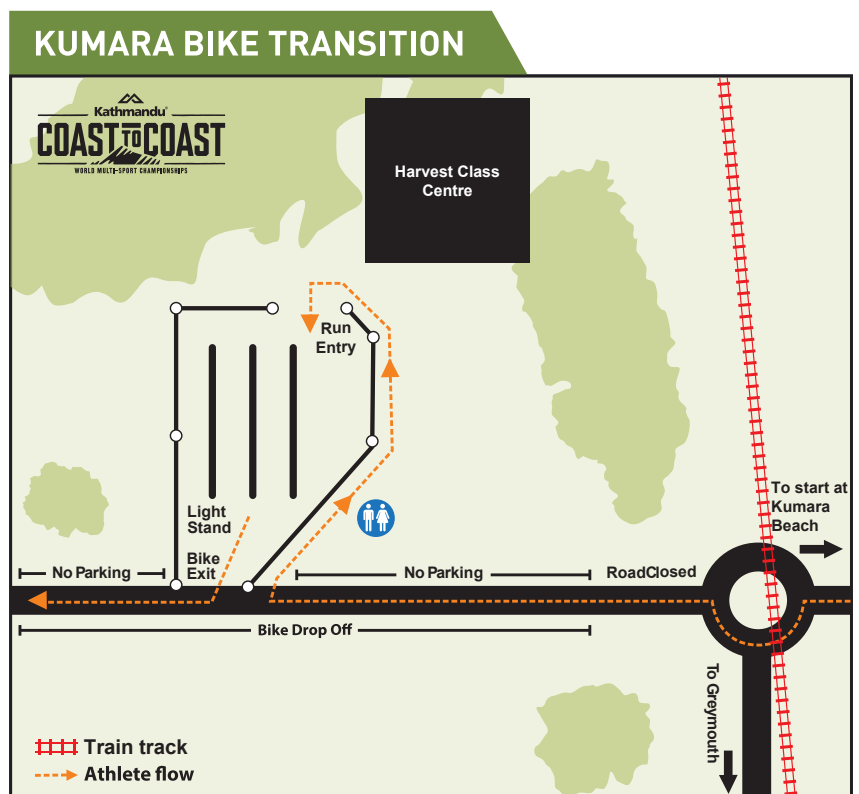 KUMARA BIKE TRANSITION
Kathmandu®
COAST TO COAST
WORLD MULTI-SPORT CHAMPIONSHIPS
Harvest Class
Centre
Run
Entry
Light
Stand
Bike
Exit
To start at
Kumara
Beach
No Parking
No Parking
RoadClosed
Bike Drop Off
To Greymouth
Train track
Athlete flow